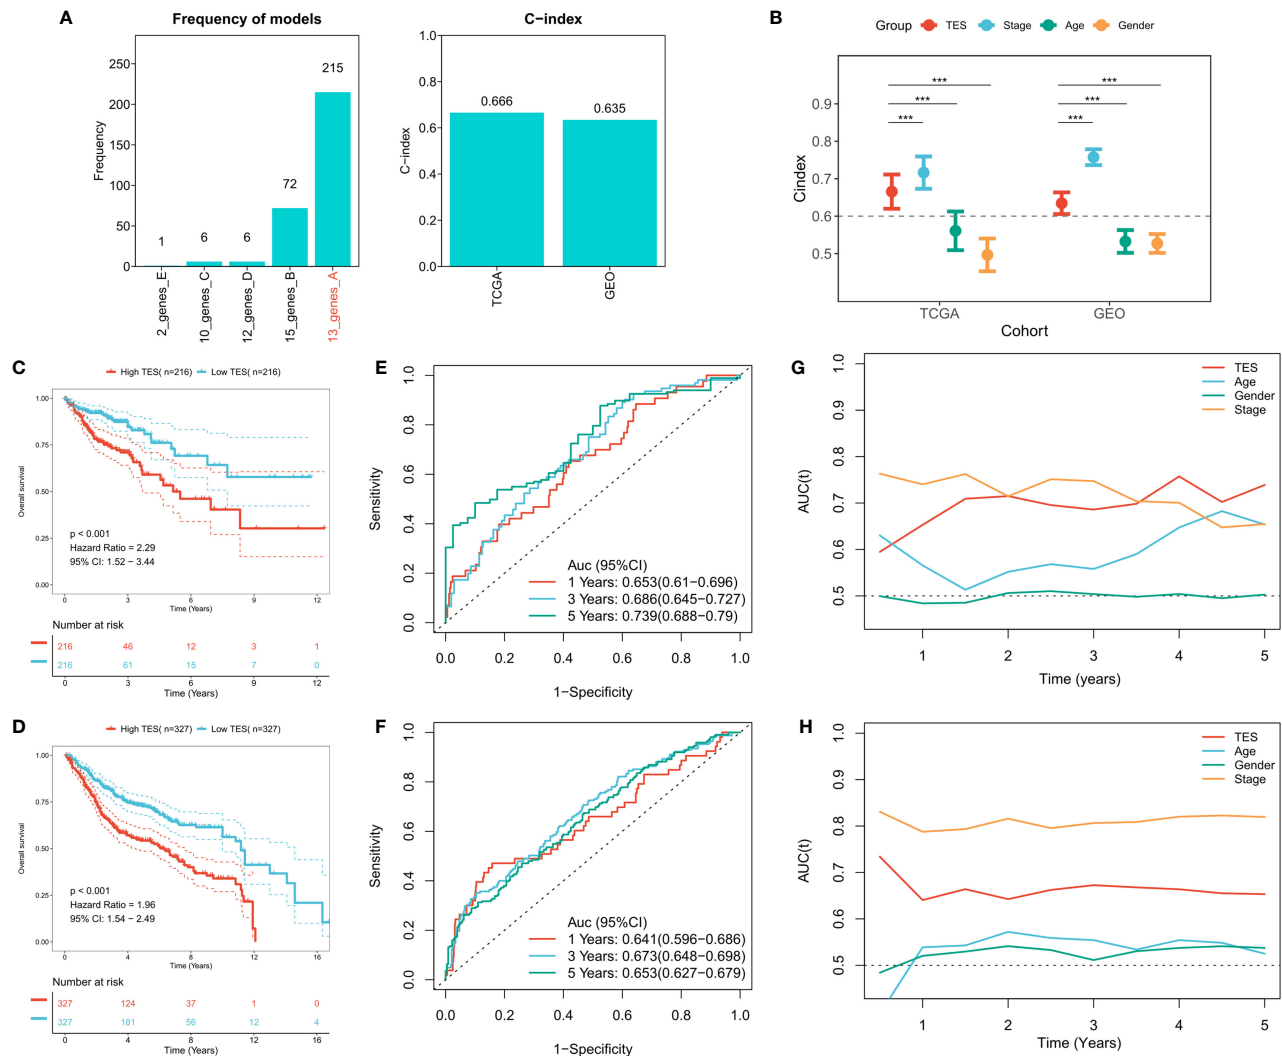 A
Frequency of models
Frequency
250
200
150
100
50
0
1
6
6
72
215
2_genes_E
10_genes_C
12_genes_D
15_genes_B
13_genes_A
C−index
C−index
1.0
0.8
0.6
0.4
0.2
0.0
0.666
0.635
TCGA
GEO
B
Group TES Stage Age Gender
Cindex
0.9
0.8
0.7
0.6
0.5
*** ***
*** ***
*** ***
TCGA GEO
Cohort
C
High TES( n=216) Low TES( n=216)
Overall survival
1.00
0.75
0.50
0.25
0.00
p < 0.001
Hazard Ratio = 2.29
95% CI: 1.52 − 3.44
0 3 6 9 12
Time (Years)
Number at risk
216 46 12 3 1
216 61 15 7 0
0 3 6 9 12
Time (Years)
E
Sensitivity
1.0
0.8
0.6
0.4
0.2
0.0
Auc (95%CI)
1 Years: 0.653(0.61−0.696)
3 Years: 0.686(0.645−0.727)
5 Years: 0.739(0.688−0.79)
0.0 0.2 0.4 0.6 0.8 1.0
1−Specificity
G
AUC(t)
1.0
0.9
0.8
0.7
0.6
0.5
TES
Age
Gender
Stage
1 2 3 4 5
Time (years)
D
High TES( n=327) Low TES( n=327)
Overall survival
1.00
0.75
0.50
0.25
0.00
p < 0.001
Hazard Ratio = 1.96
95% CI: 1.54 − 2.49
0 4 8 12 16
Time (Years)
Number at risk
327 124 37 1 0
327 181 56 12 4
0 4 8 12 16
Time (Years)
F
Sensitivity
1.0
0.8
0.6
0.4
0.2
0.0
Auc (95%CI)
1 Years: 0.641(0.596−0.686)
3 Years: 0.673(0.648−0.698)
5 Years: 0.653(0.627−0.679)
0.0 0.2 0.4 0.6 0.8 1.0
1−Specificity
H
AUC(t)
1.0
0.9
0.8
0.7
0.6
0.5
TES
Age
Gender
Stage
1 2 3 4 5
Time (Years)